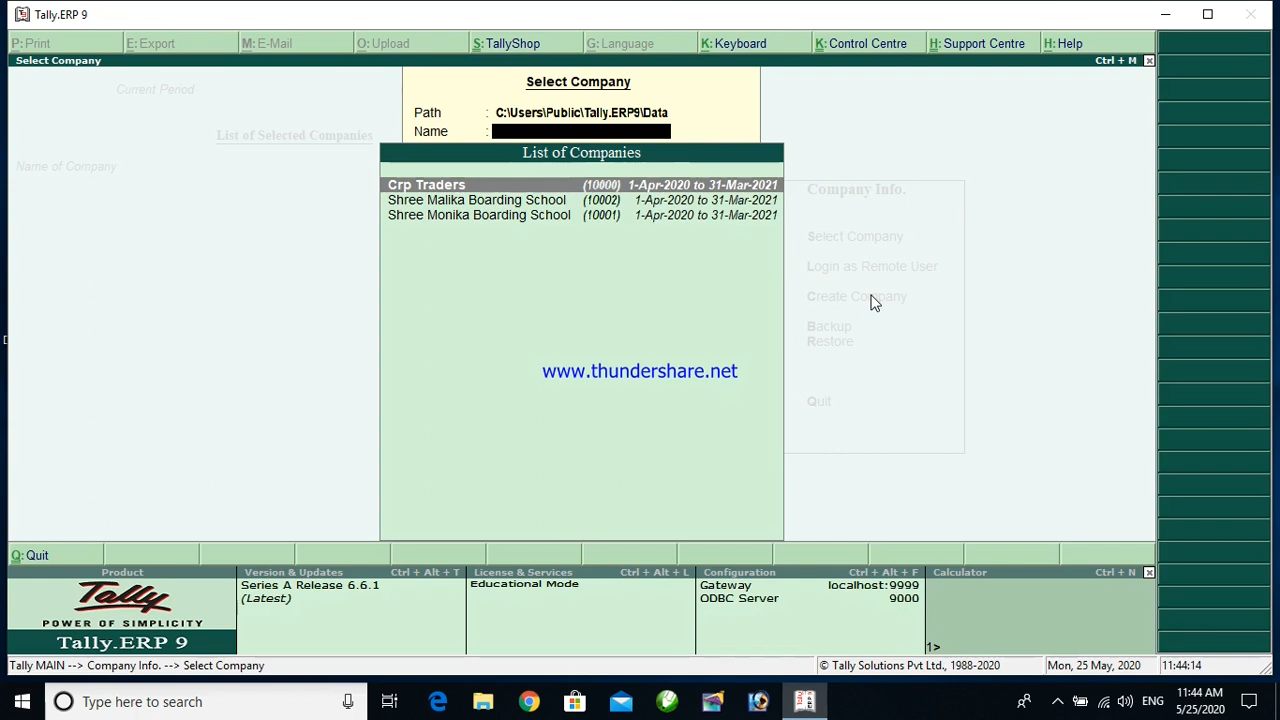 Tally.ERP 9
P: Print
E: Export
M: E-Mail
O: Upload
S: TallyShop
G: Language
K: Keyboard
K: Control Centre
H: Support Centre
H: Help
Select Company
Ctrl + M
Current Period
List of Selected Companies
Name of Company
Select Company
Path : C:\Users\Public\Tally.ERP9\Data
Name :
List of Companies
Crp Traders (10000) 1-Apr-2020 to 31-Mar-2021
Shree Malika Boarding School (10002) 1-Apr-2020 to 31-Mar-2021
Shree Monika Boarding School (10001) 1-Apr-2020 to 31-Mar-2021
www.thundershare.net
Company Info.
Select Company
Login as Remote User
Create Company
Backup
Restore
Quit
Q: Quit
Product
Tally
POWER OF SIMPLICITY
Tally.ERP 9
Version & Updates Ctrl + Alt + T
Series A Release 6.6.1
(Latest)
License & Services Ctrl + Alt + L
Educational Mode
Configuration Ctrl + Alt + F
Gateway localhost:9999
ODBC Server 9000
Calculator Ctrl + N
1>
Tally MAIN --> Company Info. --> Select Company
© Tally Solutions Pvt Ltd., 1988-2020
Mon, 25 May, 2020
11:44:14
Type here to search
ENG
11:44 AM
5/25/2020